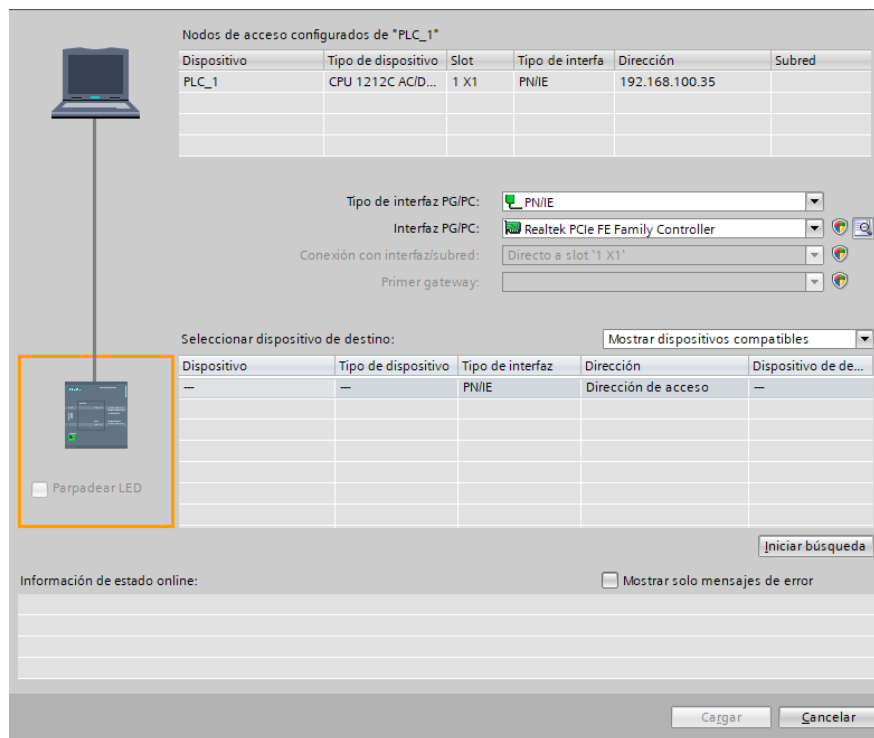 Nodos de acceso configurados de "PLC_1"
Dispositivo Tipo de dispositivo Slot Tipo de interfa Dirección Subred
PLC_1 CPU 1212C AC/D... 1 X1 PN/IE 192.168.100.35
Tipo de interfaz PG/PC: PN/IE
Interfaz PG/PC: Realtek PCIe FE Family Controller
Conexión con interfaz/subred: Directo a slot '1 X1'
Primer gateway:
Seleccionar dispositivo de destino: Mostrar dispositivos compatibles
Dispositivo Tipo de dispositivo Tipo de interfaz Dirección Dispositivo de de...
— — PN/IE Dirección de acceso —
Parpadear LED
Iniciar búsqueda
Información de estado online: Mostrar solo mensajes de error
Cargar Cancelar